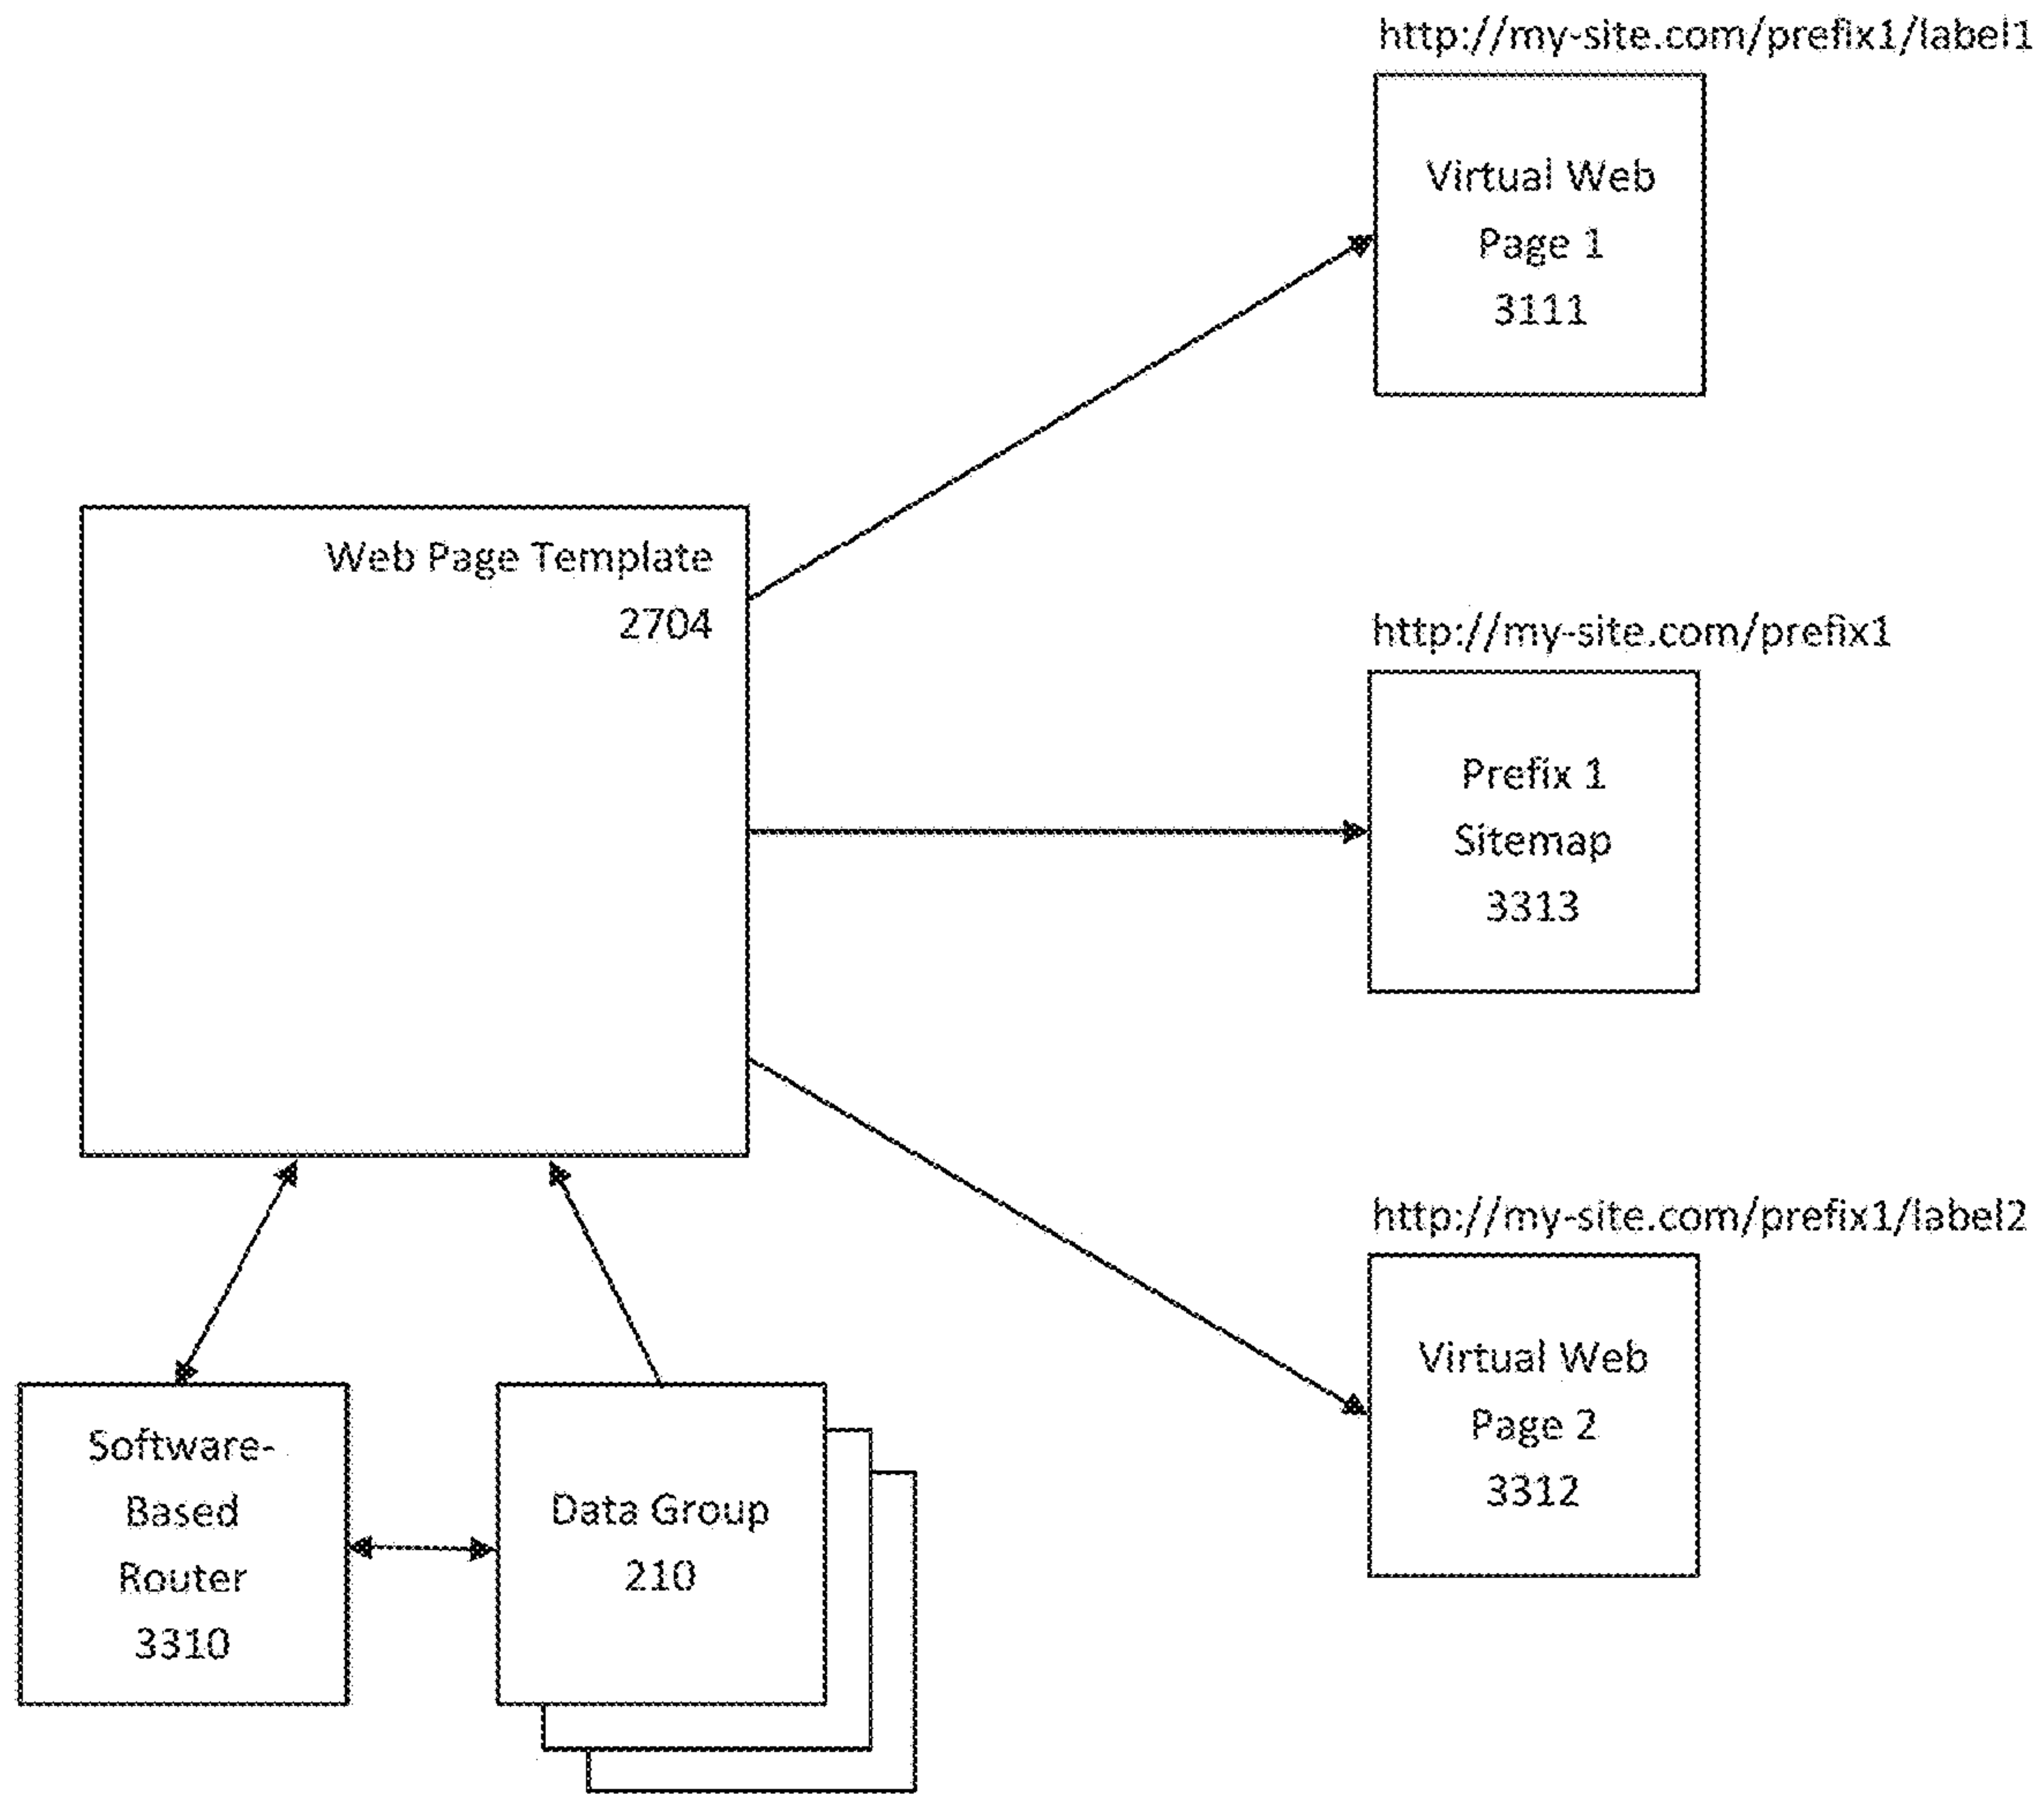 http://my-site.com/prefix1/label1
Virtual Web
Page 1
3111
Web Page Template
2704
http://my-site.com/prefix1
Prefix 1
Sitemap
3313
http://my-site.com/prefix1/label2
Virtual Web
Page 2
3312
Software-
Based
Router
3310
Data Group
210